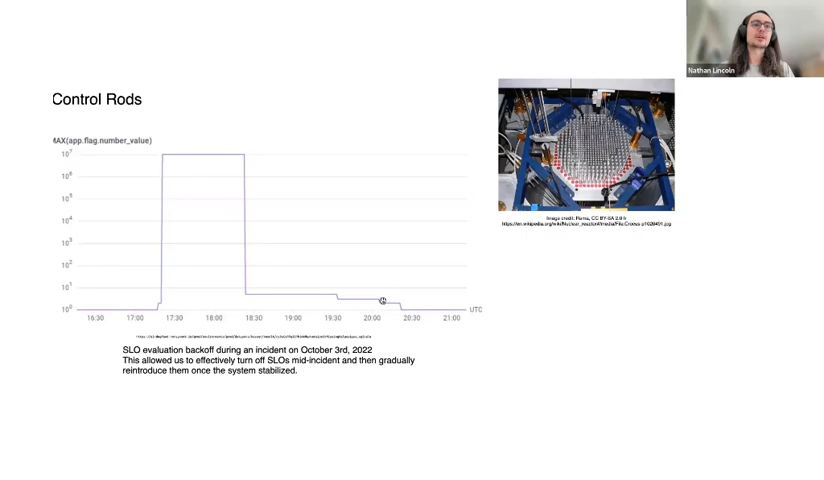 Nathan Lincoln
Control Rods
MAX(app.flag.number_value)
10⁷
10⁶
10⁵
10⁴
10³
10²
10¹
10⁰
16:30 17:00 17:30 18:00 18:30 19:00 19:30 20:00 20:30 21:00 UTC
Image credit: Rama, CC BY-SA 2.0 fr
SLO evaluation backoff during an incident on October 3rd, 2022
This allowed us to effectively turn off SLOs mid-incident and then gradually
reintroduce them once the system stabilized.